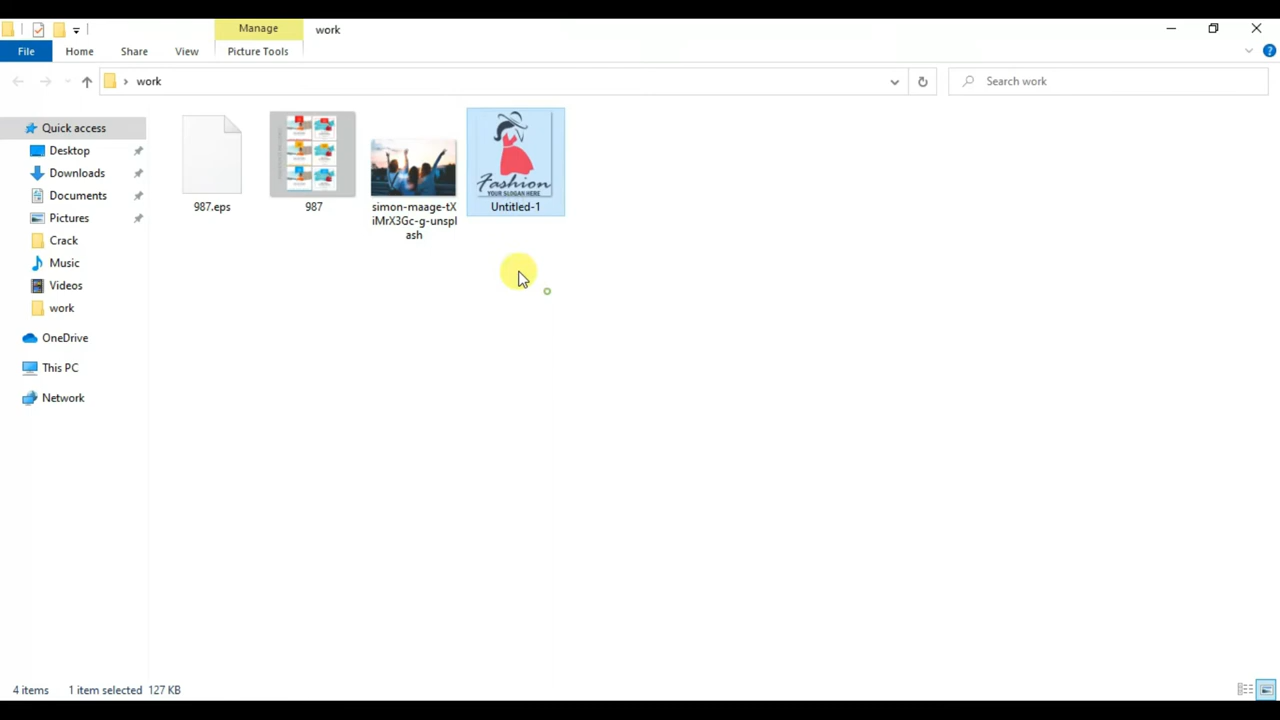 Manage
work
File
Home
Share
View
Picture Tools
work
Search work
Quick access
Desktop
Downloads
Documents
Pictures
Crack
Music
Videos
work
OneDrive
This PC
Network
987.eps
987
simon-maage-tX
iMrX3Gc-g-unspl
ash
Fashion
YOUR SLOGAN HERE
Untitled-1
4 items
1 item selected
127 KB